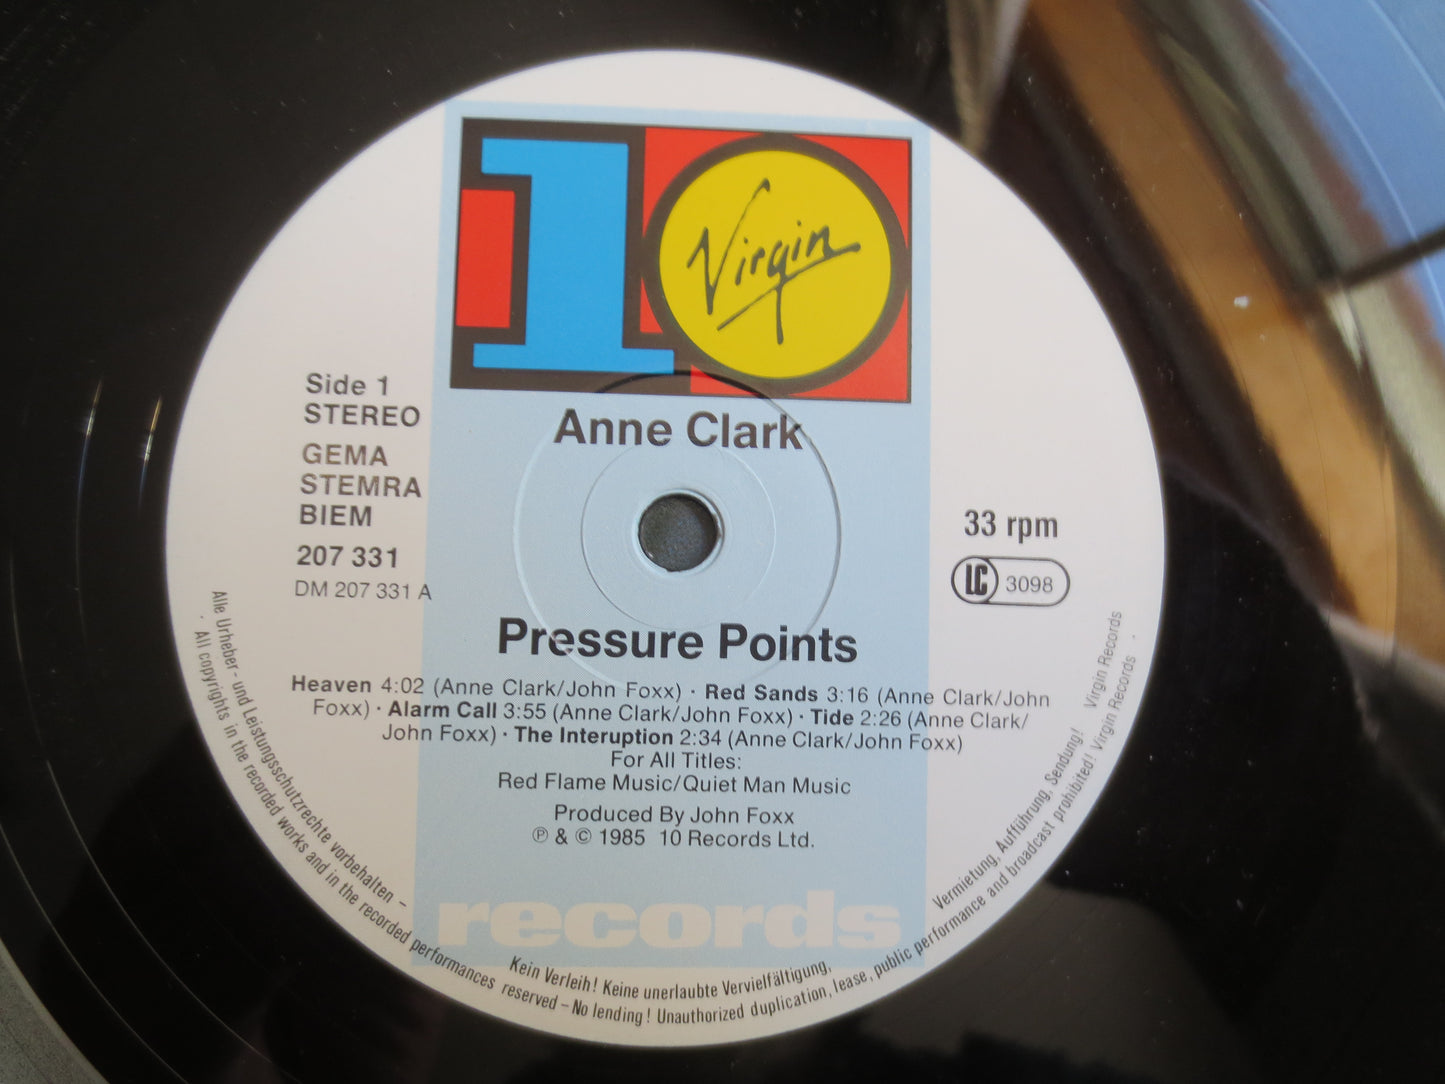 10
Virgin
Side 1
STEREO
GEMA
STEMRA
BIEM
207 331
DM 207 331 A
Anne Clark
33 rpm
LC 3098
Pressure Points
Heaven 4:02 (Anne Clark/John Foxx) · Red Sands 3:16 (Anne Clark/John
Foxx) · Alarm Call 3:55 (Anne Clark/John Foxx) · Tide 2:26 (Anne Clark/
John Foxx) · The Interuption 2:34 (Anne Clark/John Foxx)
For All Titles:
Red Flame Music/Quiet Man Music
Produced By John Foxx
℗ & © 1985 10 Records Ltd.
records
Alle Urheber- und Leistungsschutzrechte vorbehalten – Kein Verleih! Keine unerlaubte Vervielfältigung, Vermietung, Aufführung, Sendung! Virgin Records
· All copyrights in the recorded works and in the recorded performances reserved – No lending! Unauthorized duplication, lease, public performance and broadcast prohibited! Virgin Records ·